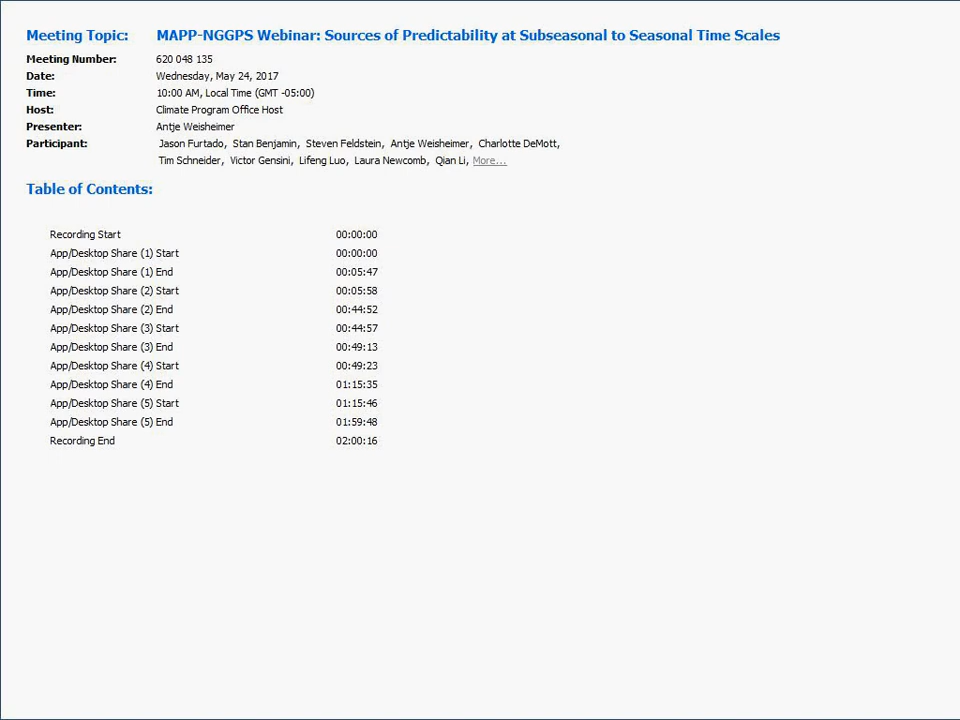 Meeting Topic: MAPP-NGGPS Webinar: Sources of Predictability at Subseasonal to Seasonal Time Scales
Meeting Number: 620 048 135
Date: Wednesday, May 24, 2017
Time: 10:00 AM, Local Time (GMT -05:00)
Host: Climate Program Office Host
Presenter: Antje Weisheimer
Participant: Jason Furtado, Stan Benjamin, Steven Feldstein, Antje Weisheimer, Charlotte DeMott,
Tim Schneider, Victor Gensini, Lifeng Luo, Laura Newcomb, Qian Li, More...
Table of Contents:
Recording Start 00:00:00
App/Desktop Share (1) Start 00:00:00
App/Desktop Share (1) End 00:05:47
App/Desktop Share (2) Start 00:05:58
App/Desktop Share (2) End 00:44:52
App/Desktop Share (3) Start 00:44:57
App/Desktop Share (3) End 00:49:13
App/Desktop Share (4) Start 00:49:23
App/Desktop Share (4) End 01:15:35
App/Desktop Share (5) Start 01:15:46
App/Desktop Share (5) End 01:59:48
Recording End 02:00:16